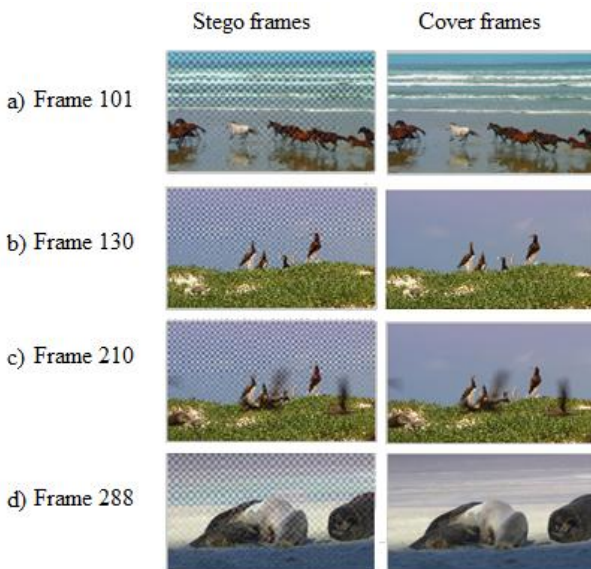 Stego frames Cover frames
a) Frame 101
b) Frame 130
c) Frame 210
d) Frame 288